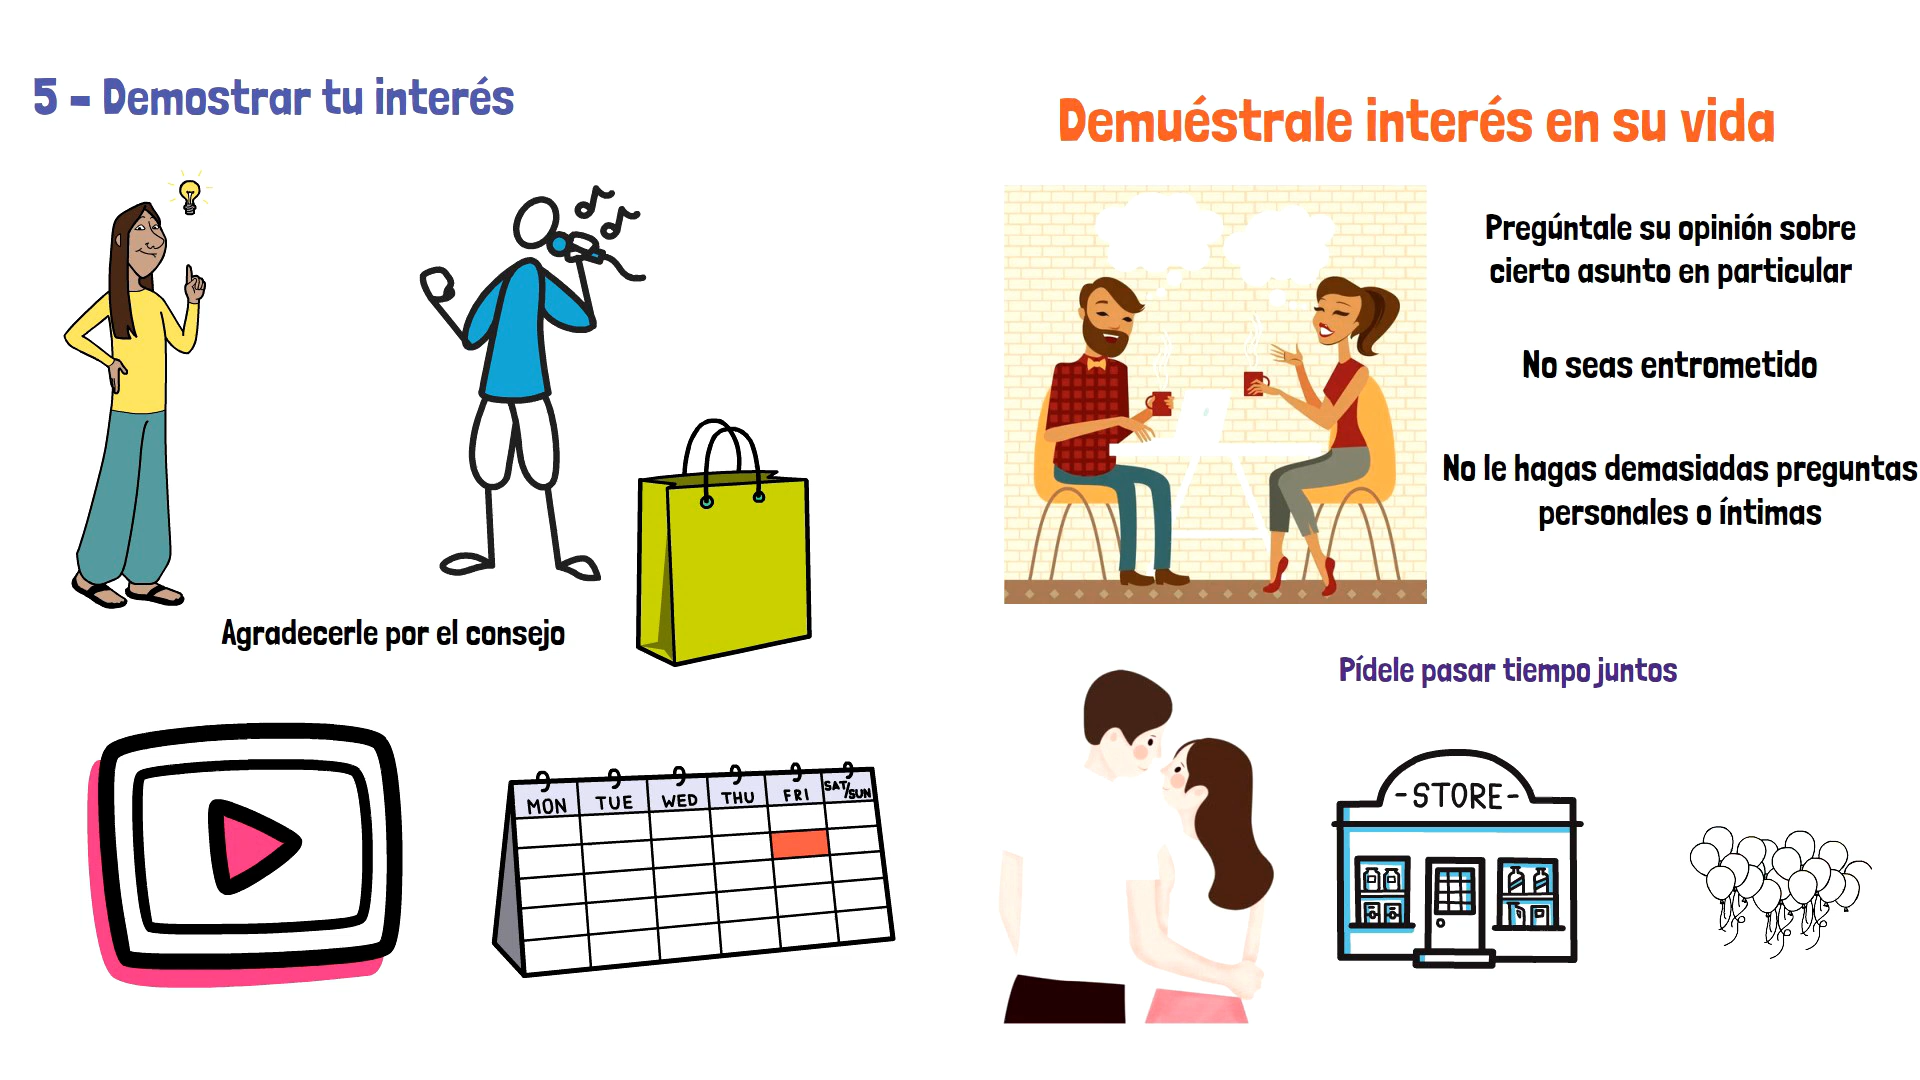 5 - Demostrar tu interés
Agradecerle por el consejo
MON TUE WED THU FRI SAT/SUN
Demuéstrale interés en su vida
Pregúntale su opinión sobre
cierto asunto en particular
No seas entrometido
No le hagas demasiadas preguntas
personales o íntimas
Pídele pasar tiempo juntos
-STORE-